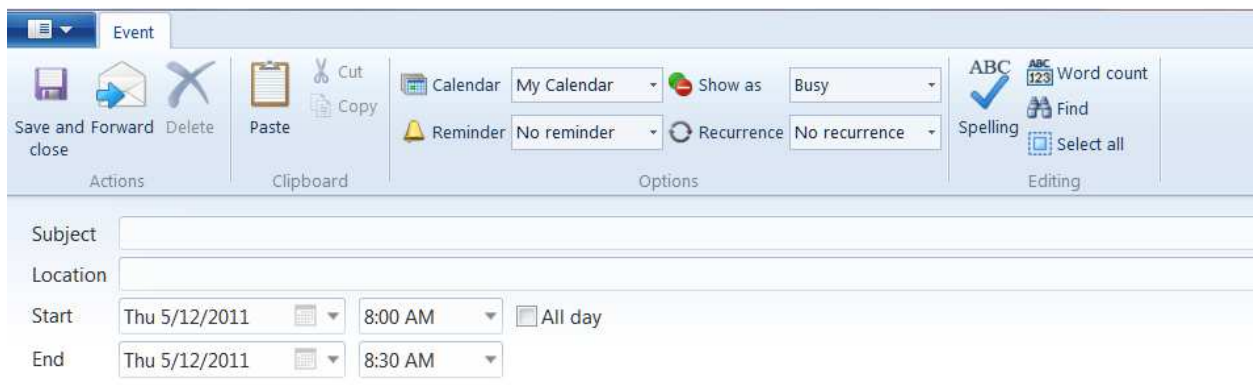 Event
Save and close
Forward
Delete
Actions
Paste
Cut
Copy
Clipboard
Calendar My Calendar
Show as Busy
Reminder No reminder
Recurrence No recurrence
Options
ABC
Spelling
ABC
123
Word count
Find
Select all
Editing
Subject
Location
Start Thu 5/12/2011 8:00 AM All day
End Thu 5/12/2011 8:30 AM